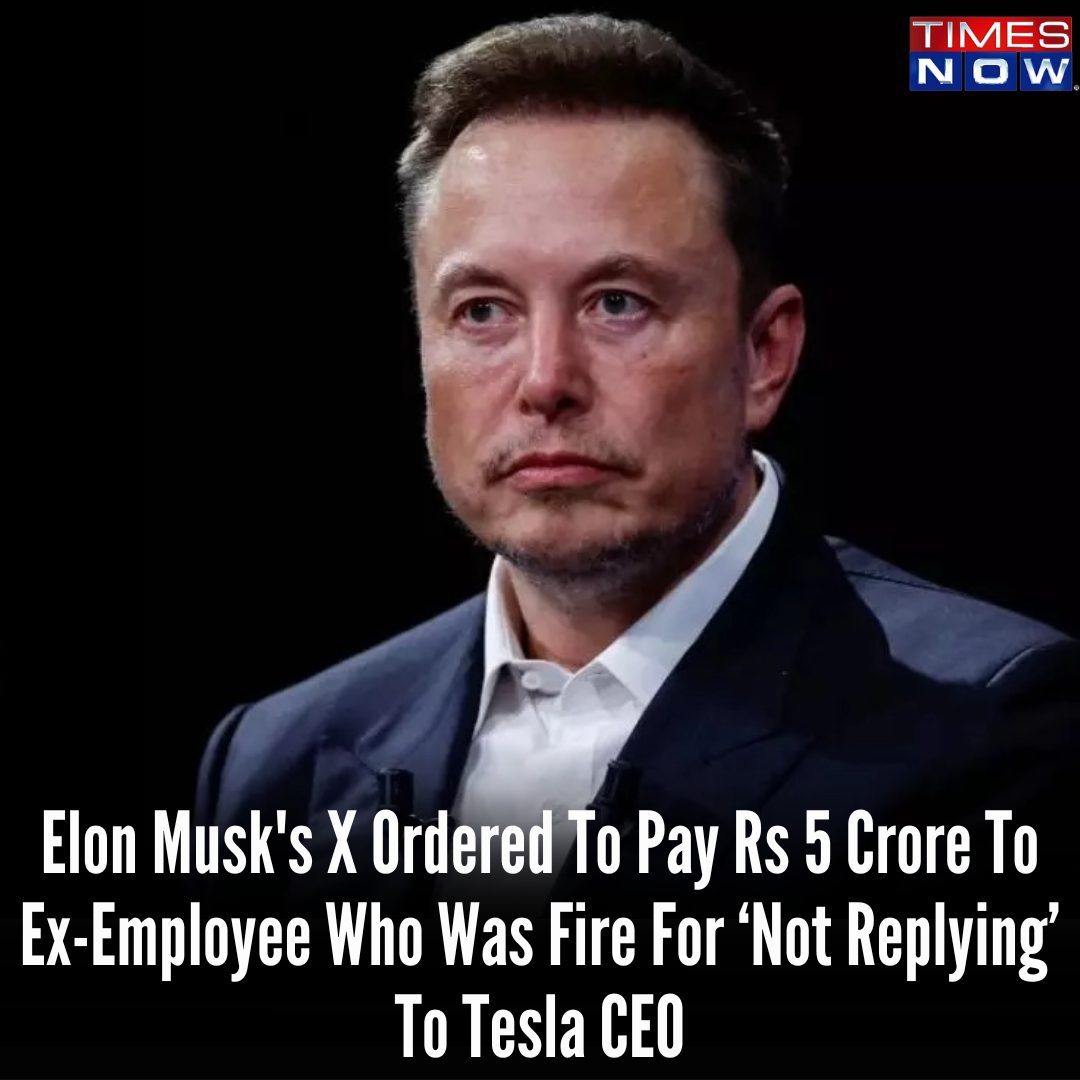 TIMES
NOW
Elon Musk's X Ordered To Pay Rs 5 Crore To
Ex-Employee Who Was Fire For ‘Not Replying’
To Tesla CEO